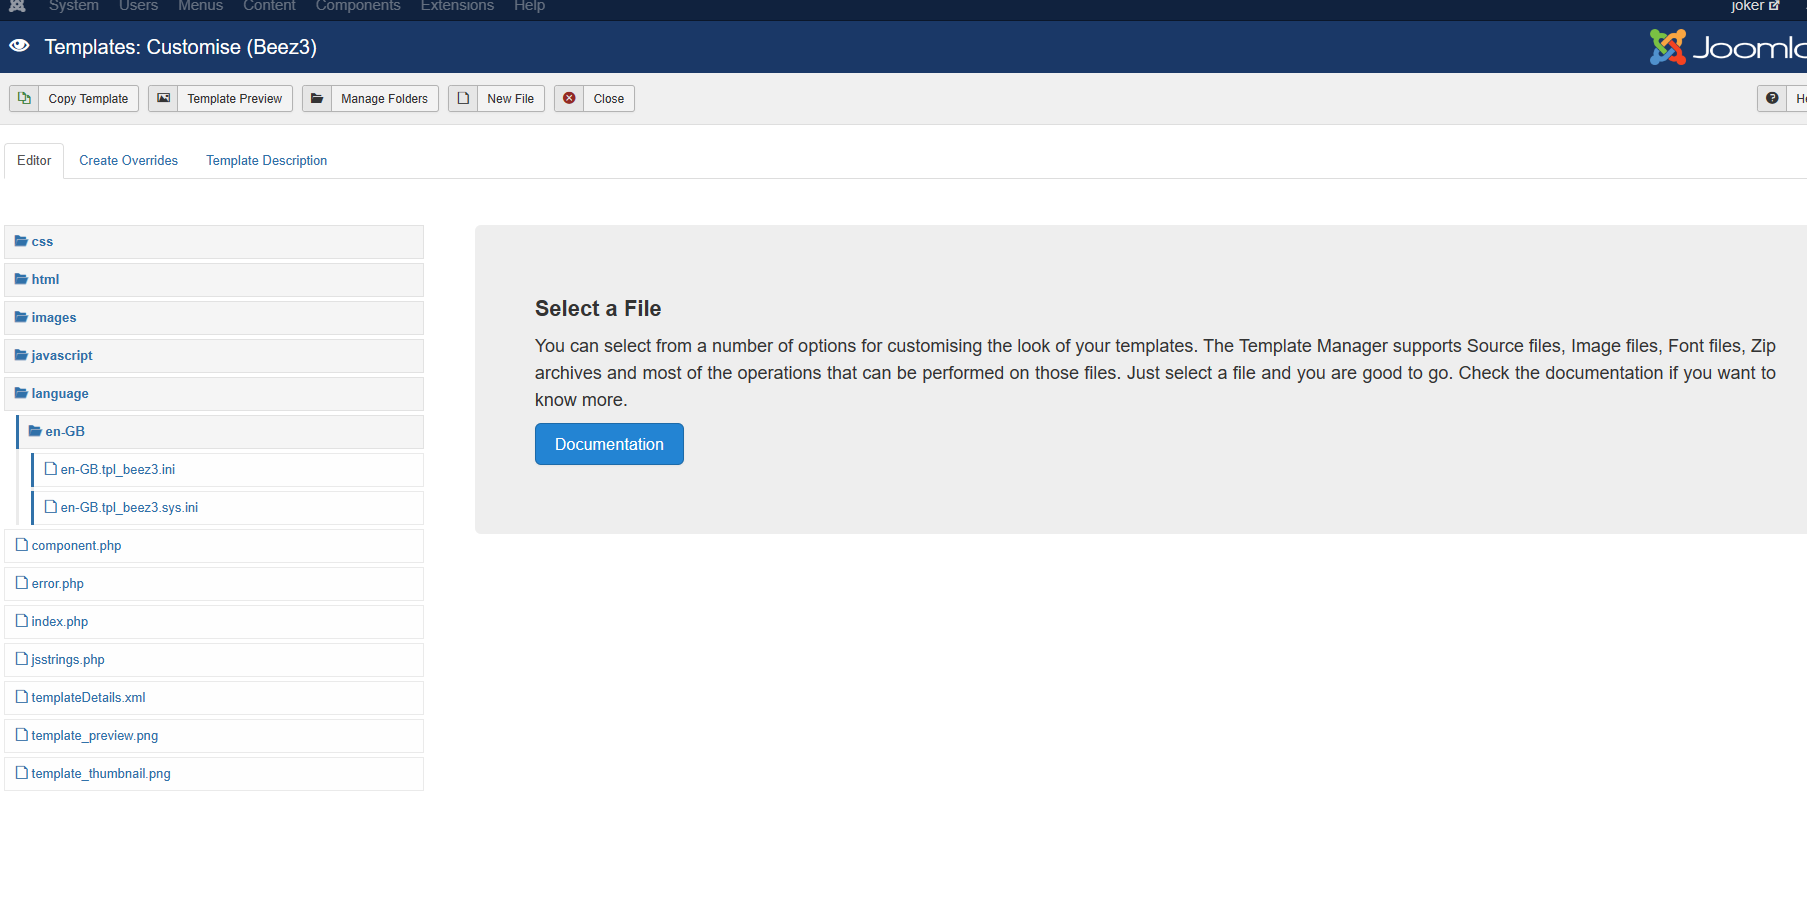 System Users Menus Content Components Extensions Help joker
Templates: Customise (Beez3)
Copy Template Template Preview Manage Folders New File Close
Editor Create Overrides Template Description
css
html
images
javascript
language
en-GB
en-GB.tpl_beez3.ini
en-GB.tpl_beez3.sys.ini
component.php
error.php
index.php
jsstrings.php
templateDetails.xml
template_preview.png
template_thumbnail.png
Select a File
You can select from a number of options for customising the look of your templates. The Template Manager supports Source files, Image files, Font files, Zip
archives and most of the operations that can be performed on those files. Just select a file and you are good to go. Check the documentation if you want to
know more.
Documentation